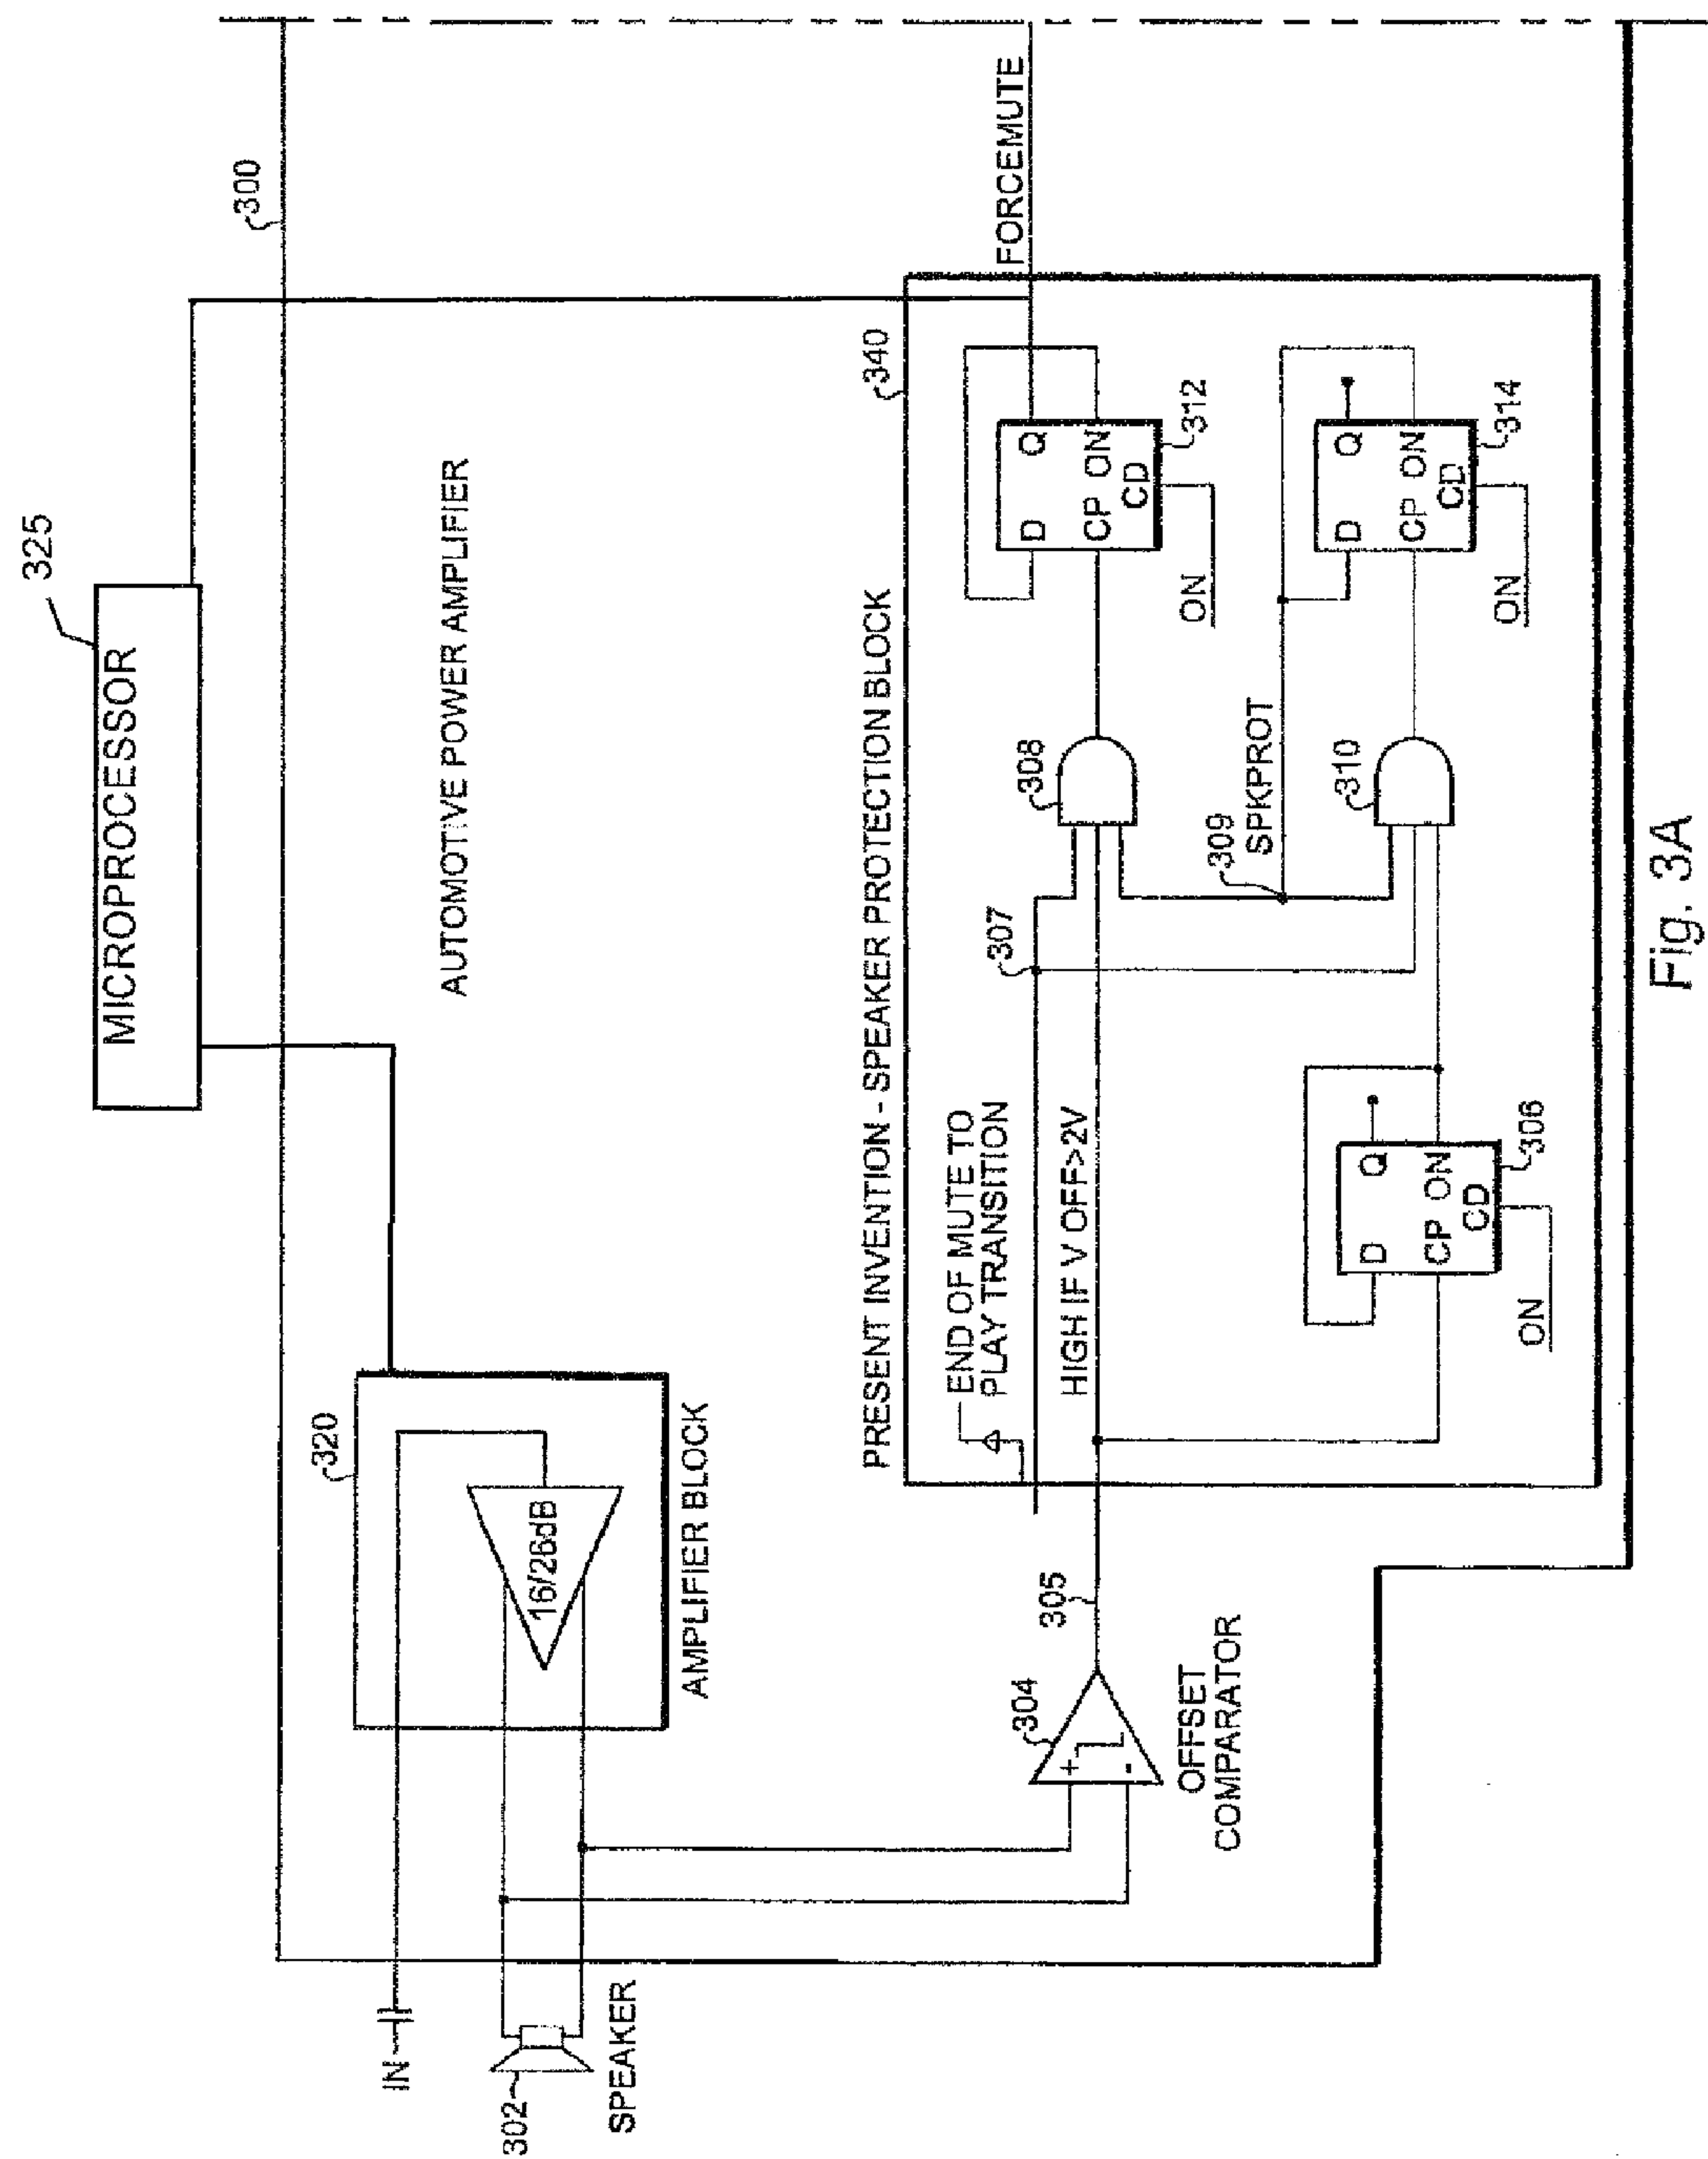 325
MICROPROCESSOR
300
AUTOMOTIVE POWER AMPLIFIER
320
16/26dB
AMPLIFIER BLOCK
IN
302
SPEAKER
304
+
-
OFFSET
COMPARATOR
305
PRESENT INVENTION - SPEAKER PROTECTION BLOCK
340
FORCEMUTE
END OF MUTE TO
PLAY TRANSITION
HIGH IF V OFF>2V
307
308
D
Q
CP
ON
CD
312
ON
309
SPKPROT
310
D
Q
CP
ON
CD
314
ON
D
Q
CP
ON
CD
306
ON
Fig. 3A